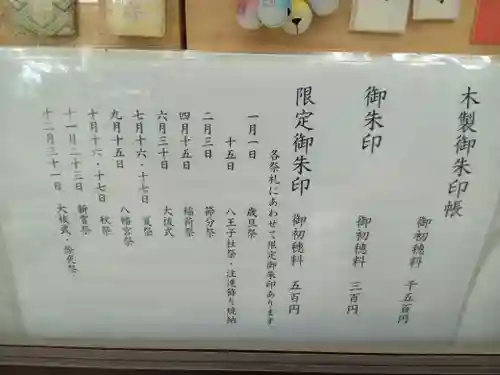 木製御朱印帳
御初穂料 千五百円
御朱印
御初穂料 三百円
限定御朱印 御初穂料 五百円
各祭礼にあわせて限定御朱印あります。
一月一日 歳旦祭
十五日 八王子社祭・注連飾り焼納
二月三日 節分祭
四月十五日 稲荷祭
六月三十日 大祓式
七月十六・十七日 夏祭
九月十五日 八幡宮祭
十月十六・十七日 秋祭
十一月二十三日 新嘗祭
十二月三十一日 大祓式・除夜祭